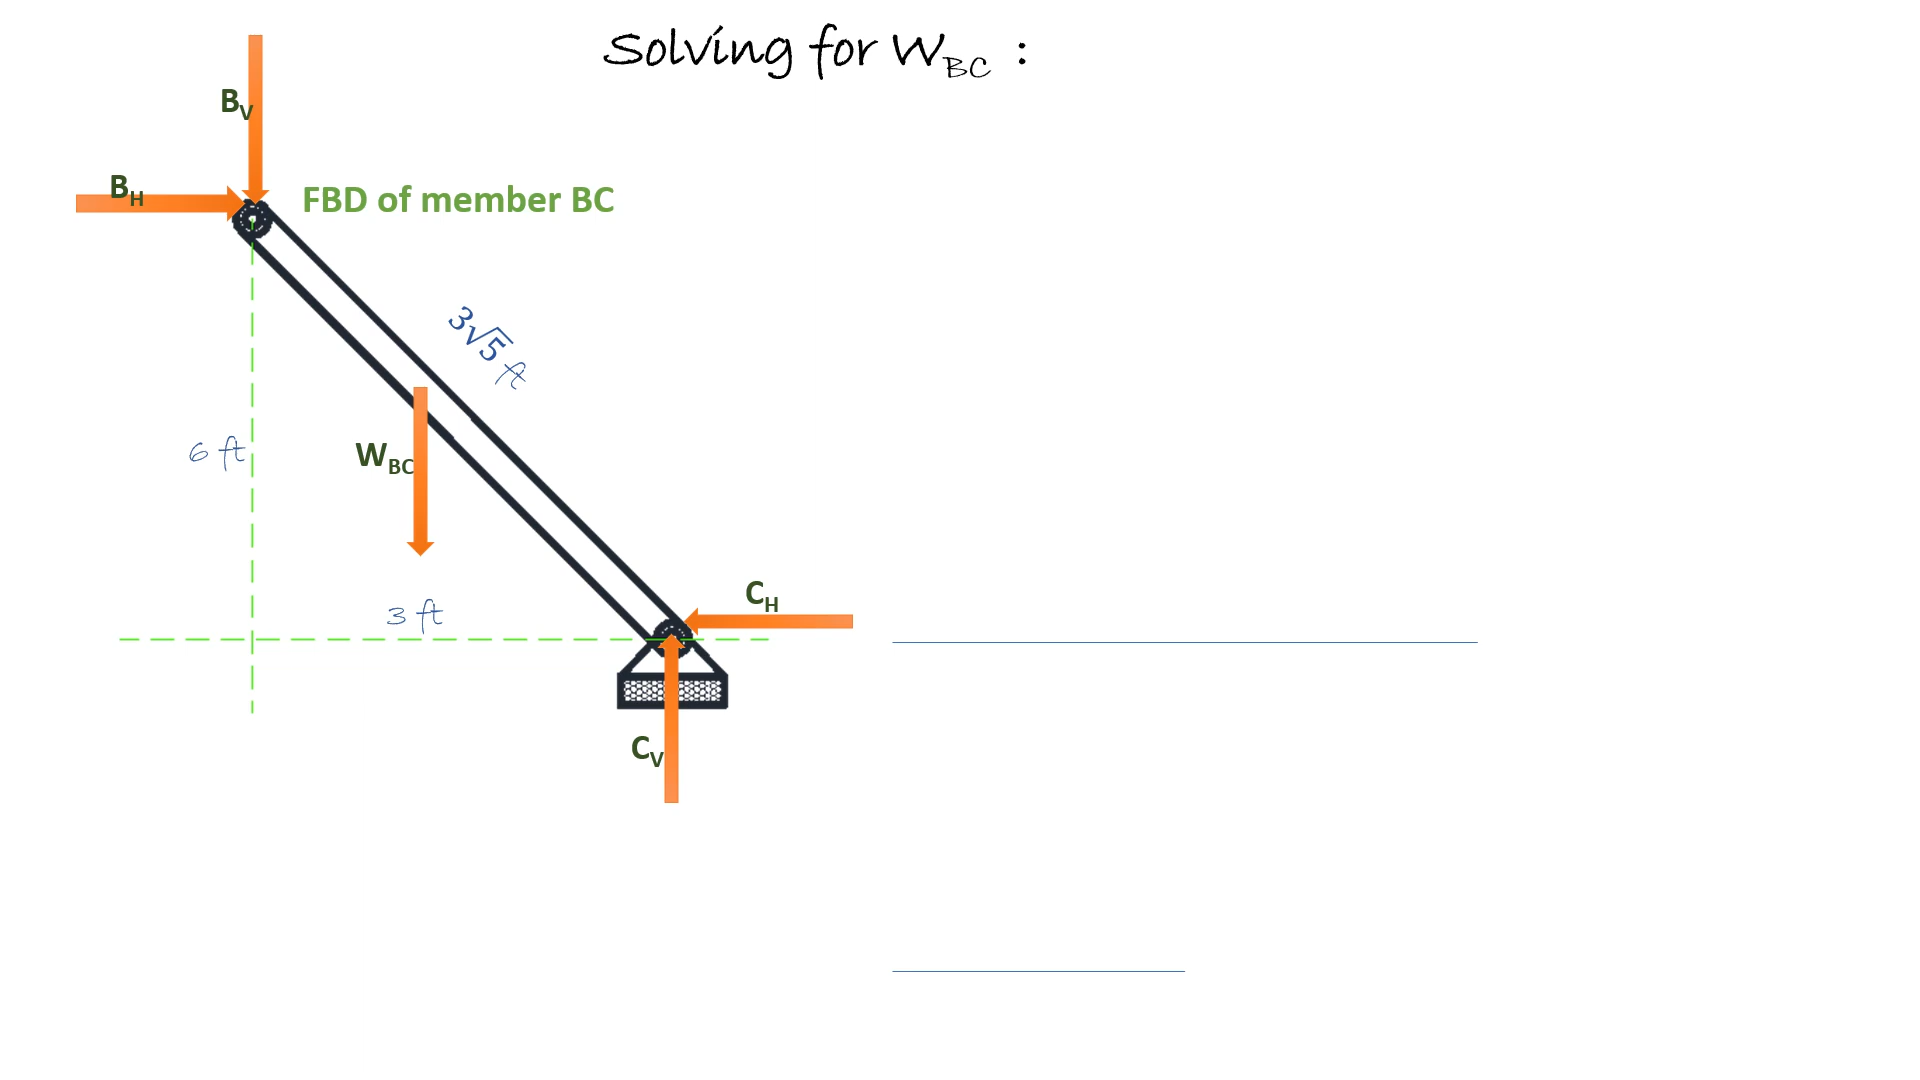 Solving for W_BC :
B_V
B_H
FBD of member BC
3√5 ft
6 ft
W_BC
3 ft
C_H
C_V